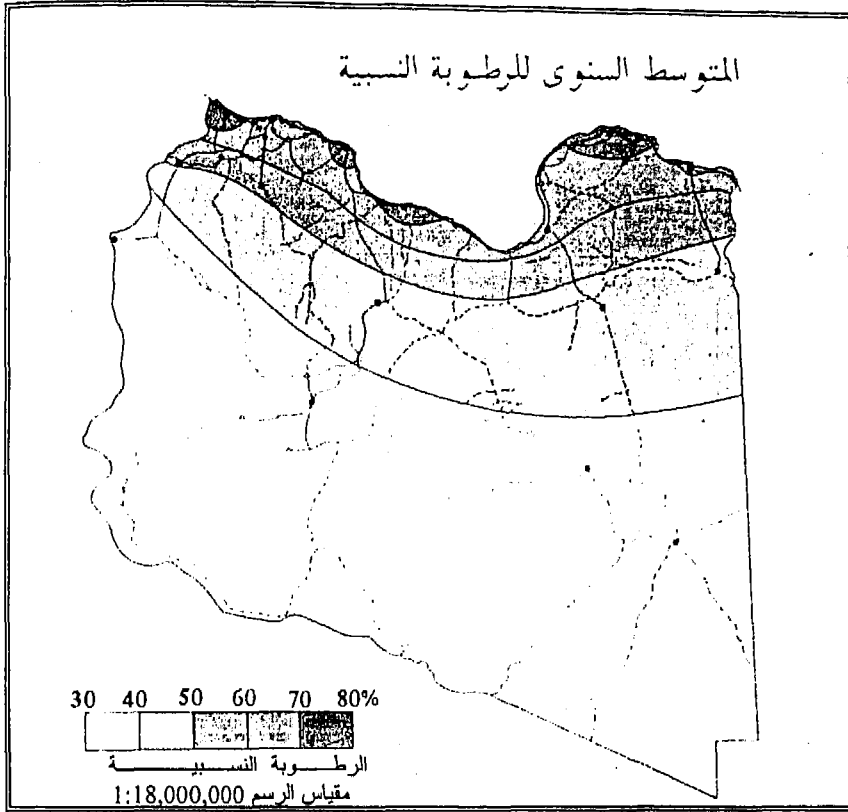 المتوسط السنوى للرطوبة النسبية
30 40 50 60 70 80%
الرطوبة النسبية
مقياس الرسم 1:18,000,000